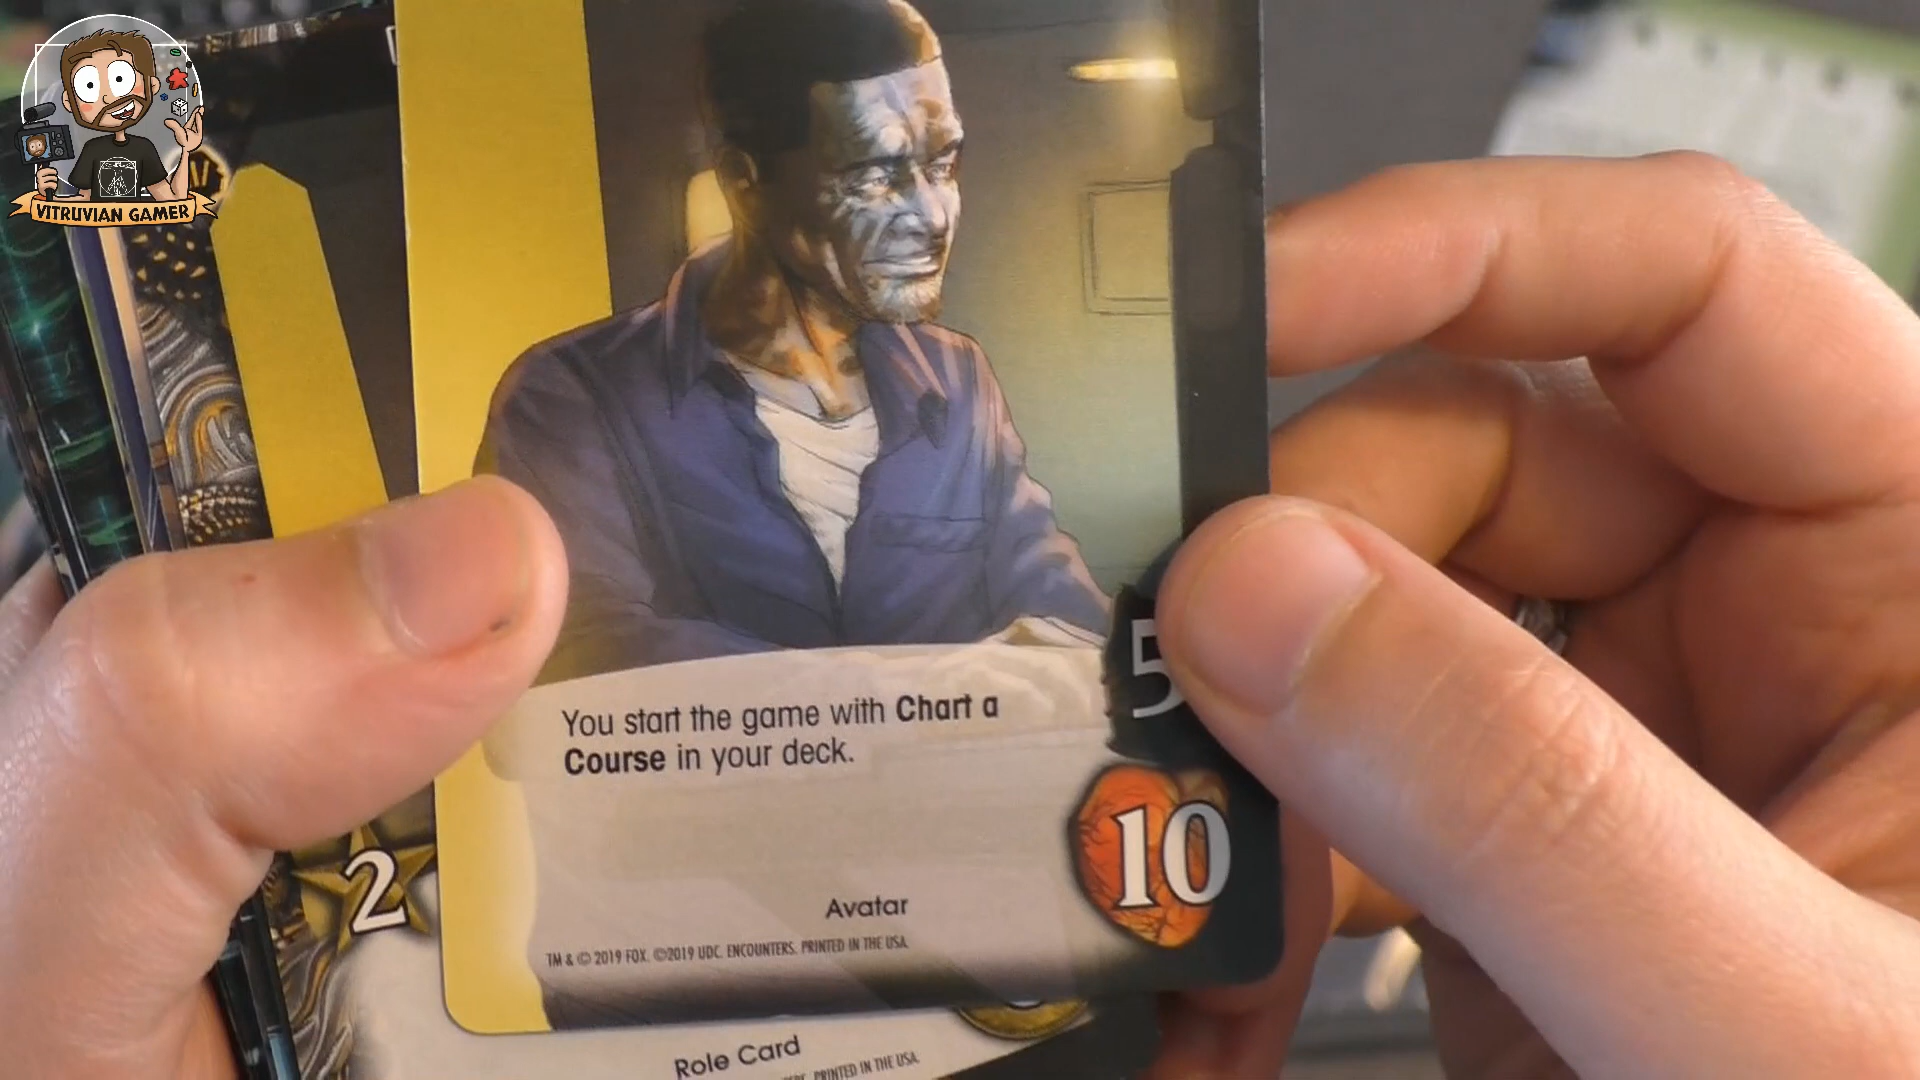 VITRUVIAN GAMER
5
You start the game with Chart a
Course in your deck.
10
2
Avatar
TM & © 2019 FOX. ©2019 UDC. ENCOUNTERS. PRINTED IN THE USA.
Role Card
PRINTED IN THE USA.